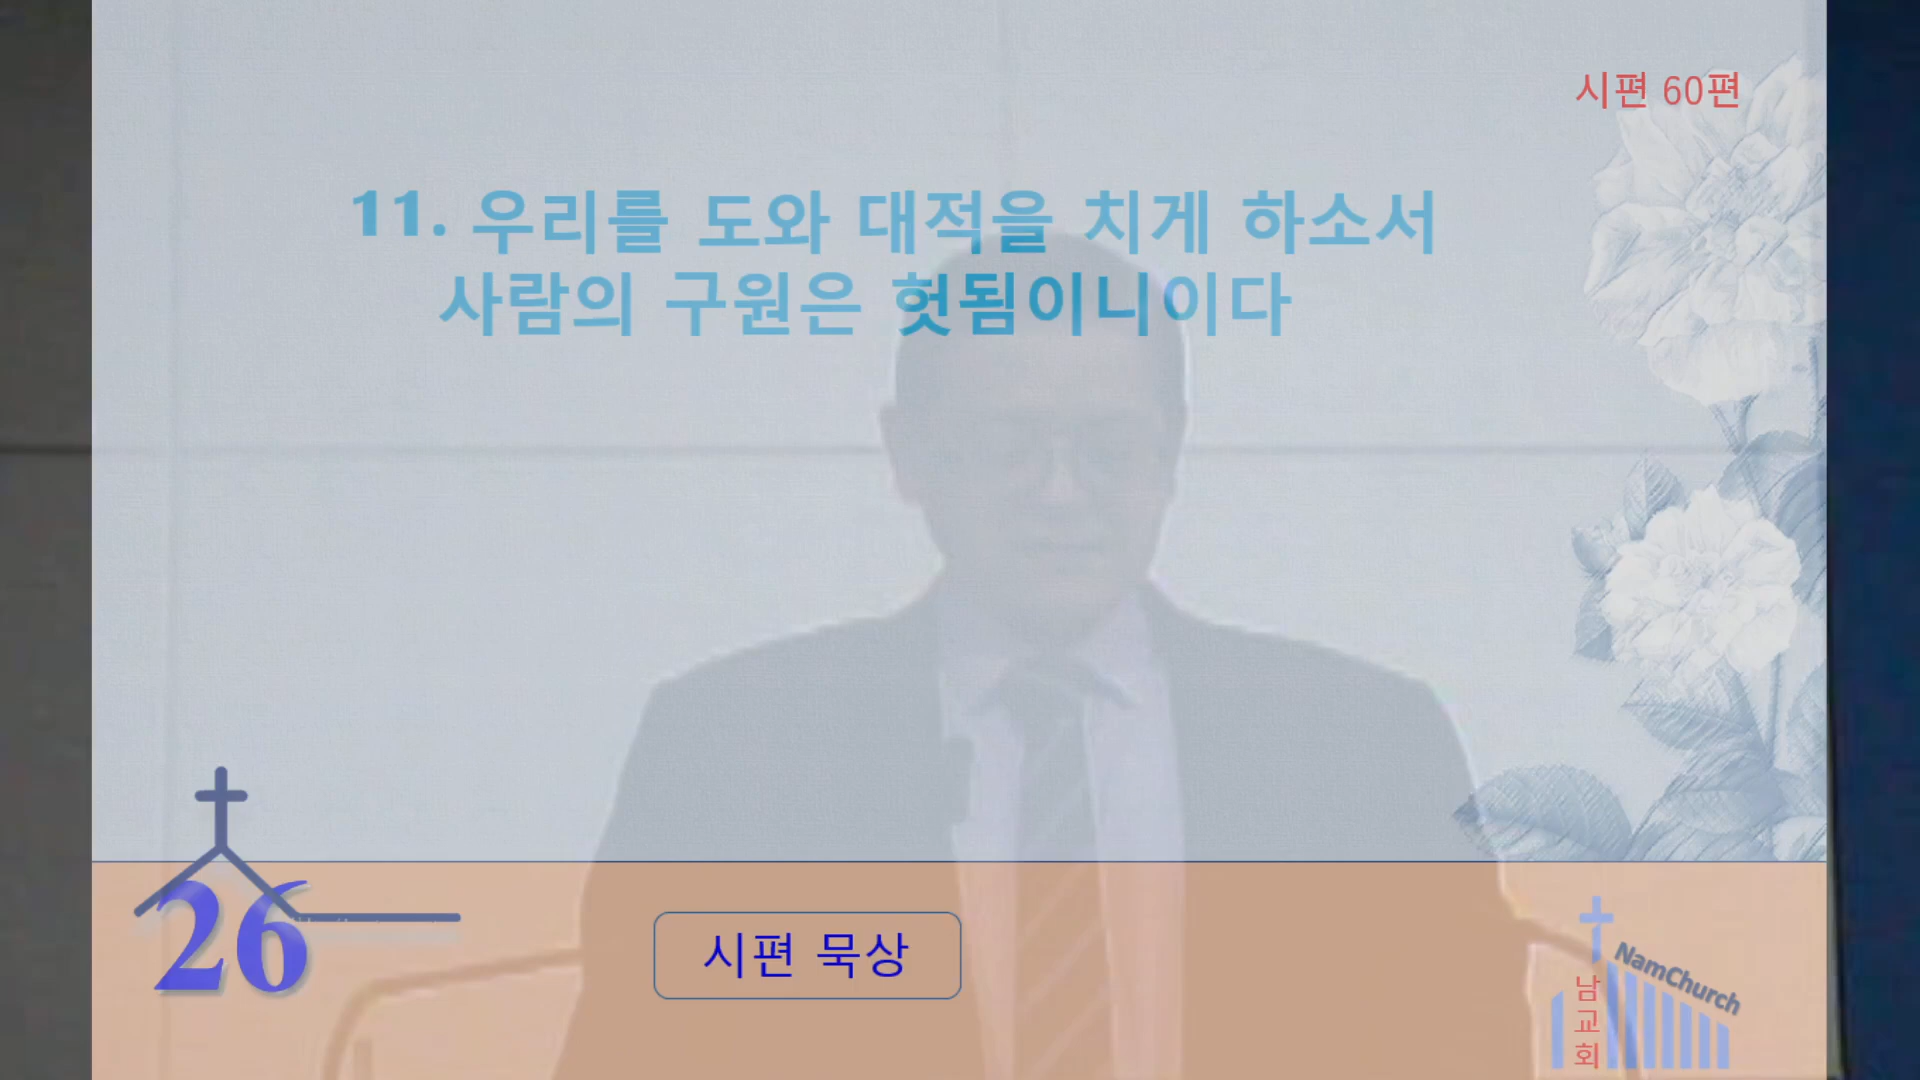 시편 60편
11. 우리를 도와 대적을 치게 하소서
사람의 구원은 헛됨이니이다
26
시편 묵상
NamChurch
남교회